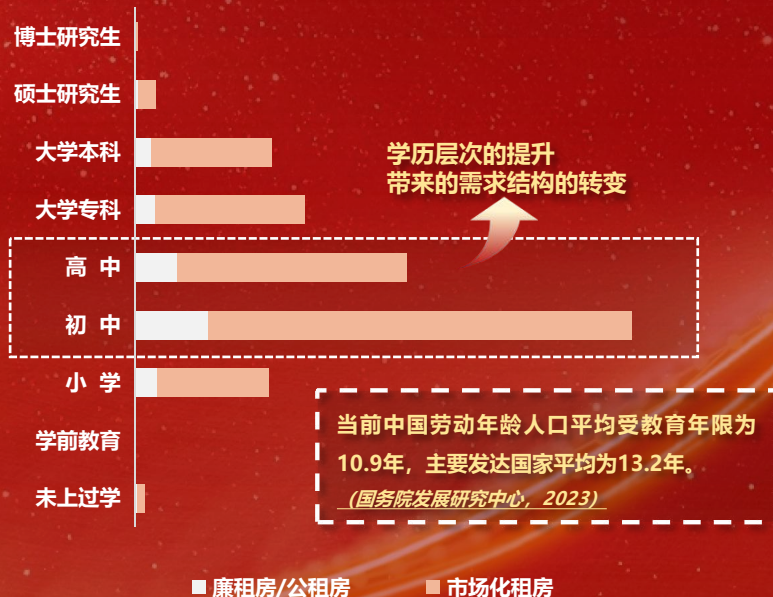 博士研究生
硕士研究生
大学本科
大学专科
高 中
初 中
小 学
学前教育
未上过学
学历层次的提升
带来的需求结构的转变
当前中国劳动年龄人口平均受教育年限为
10.9年，主要发达国家平均为13.2年。
（国务院发展研究中心，2023）
廉租房/公租房
市场化租房